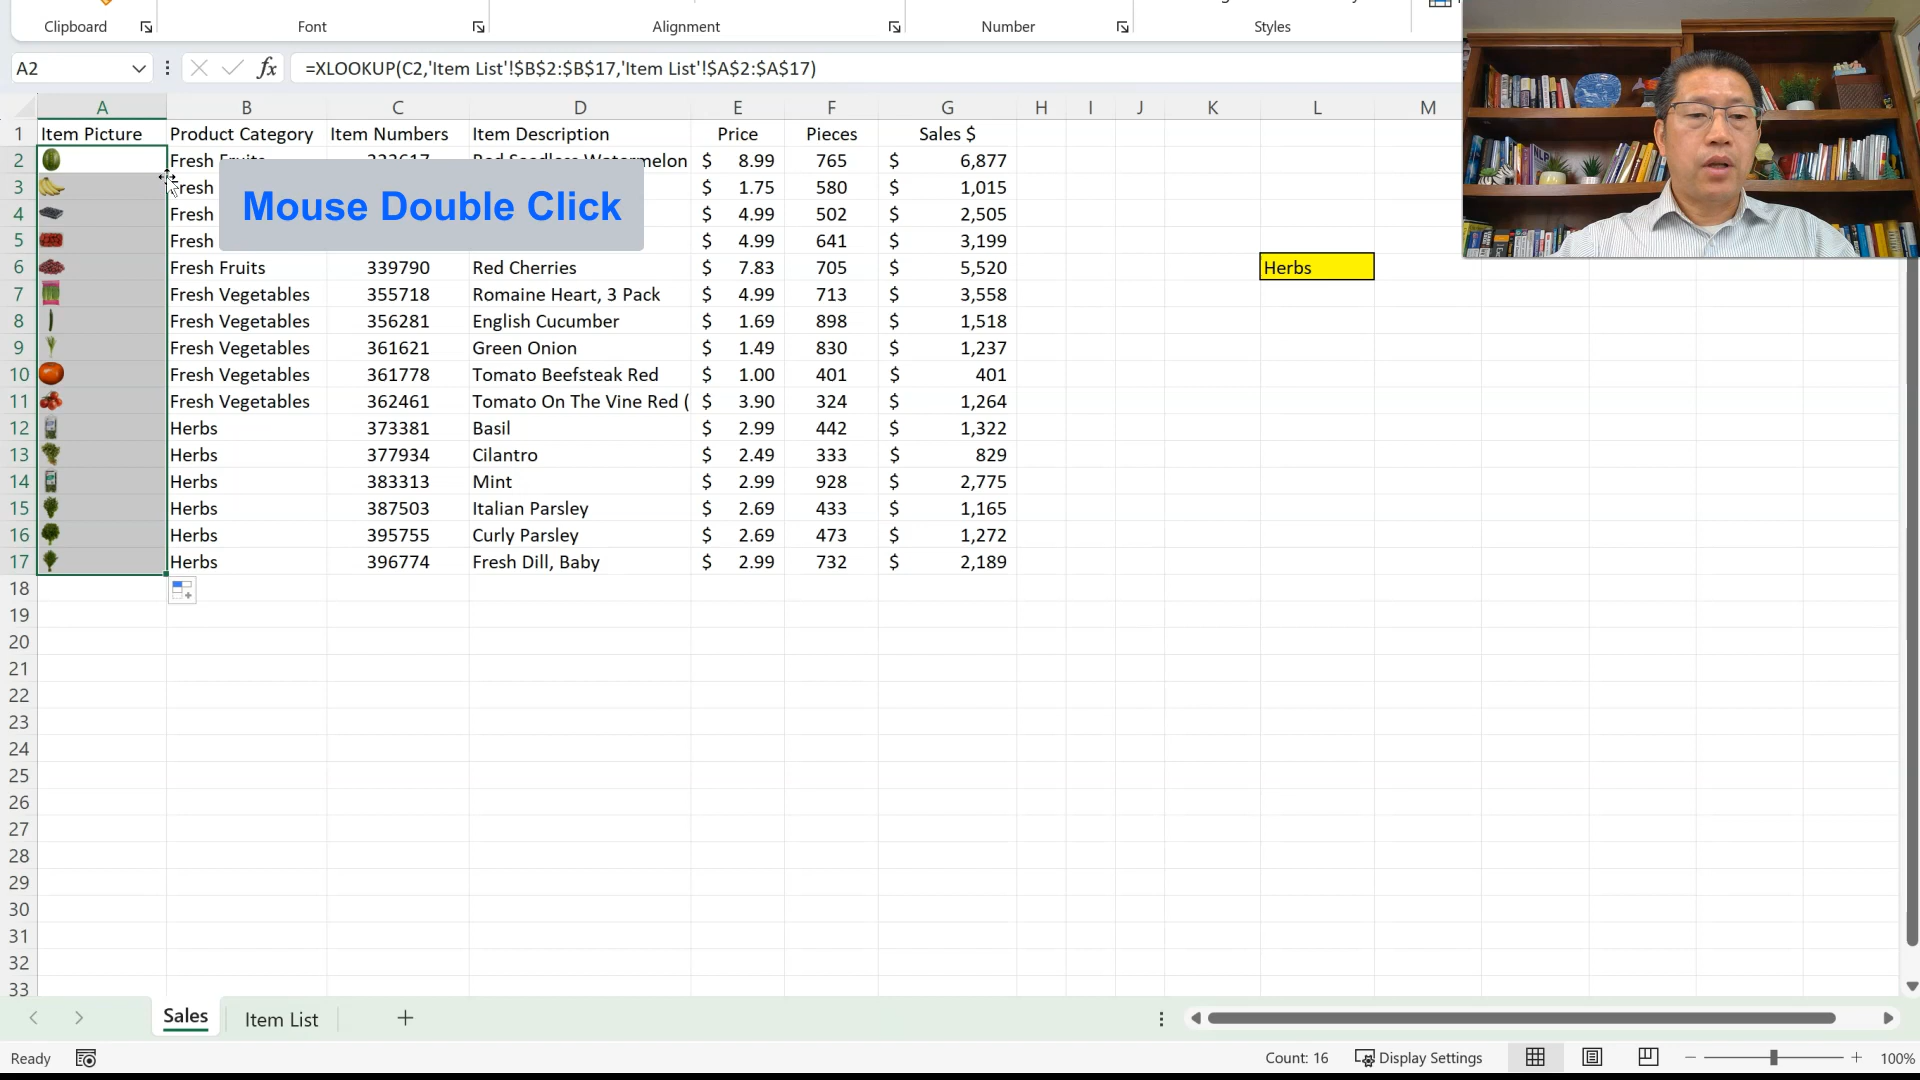 Clipboard Font Alignment Number Styles
A2 fx =XLOOKUP(C2,'Item List'!$B$2:$B$17,'Item List'!$A$2:$A$17)
A B C D E F G H I J K L M
1 Item Picture Product Category Item Numbers Item Description Price Pieces Sales $
2 Fresh Fruits 332617 Red Seedless Watermelon $ 8.99 765 $ 6,877
3 Fresh $ 1.75 580 $ 1,015
Mouse Double Click
4 Fresh $ 4.99 502 $ 2,505
5 Fresh $ 4.99 641 $ 3,199
6 Fresh Fruits 339790 Red Cherries $ 7.83 705 $ 5,520 Herbs
7 Fresh Vegetables 355718 Romaine Heart, 3 Pack $ 4.99 713 $ 3,558
8 Fresh Vegetables 356281 English Cucumber $ 1.69 898 $ 1,518
9 Fresh Vegetables 361621 Green Onion $ 1.49 830 $ 1,237
10 Fresh Vegetables 361778 Tomato Beefsteak Red $ 1.00 401 $ 401
11 Fresh Vegetables 362461 Tomato On The Vine Red ( $ 3.90 324 $ 1,264
12 Herbs 373381 Basil $ 2.99 442 $ 1,322
13 Herbs 377934 Cilantro $ 2.49 333 $ 829
14 Herbs 383313 Mint $ 2.99 928 $ 2,775
15 Herbs 387503 Italian Parsley $ 2.69 433 $ 1,165
16 Herbs 395755 Curly Parsley $ 2.69 473 $ 1,272
17 Herbs 396774 Fresh Dill, Baby $ 2.99 732 $ 2,189
18
19
20
21
22
23
24
25
26
27
28
29
30
31
32
33
Sales Item List
Ready Count: 16 Display Settings 100%